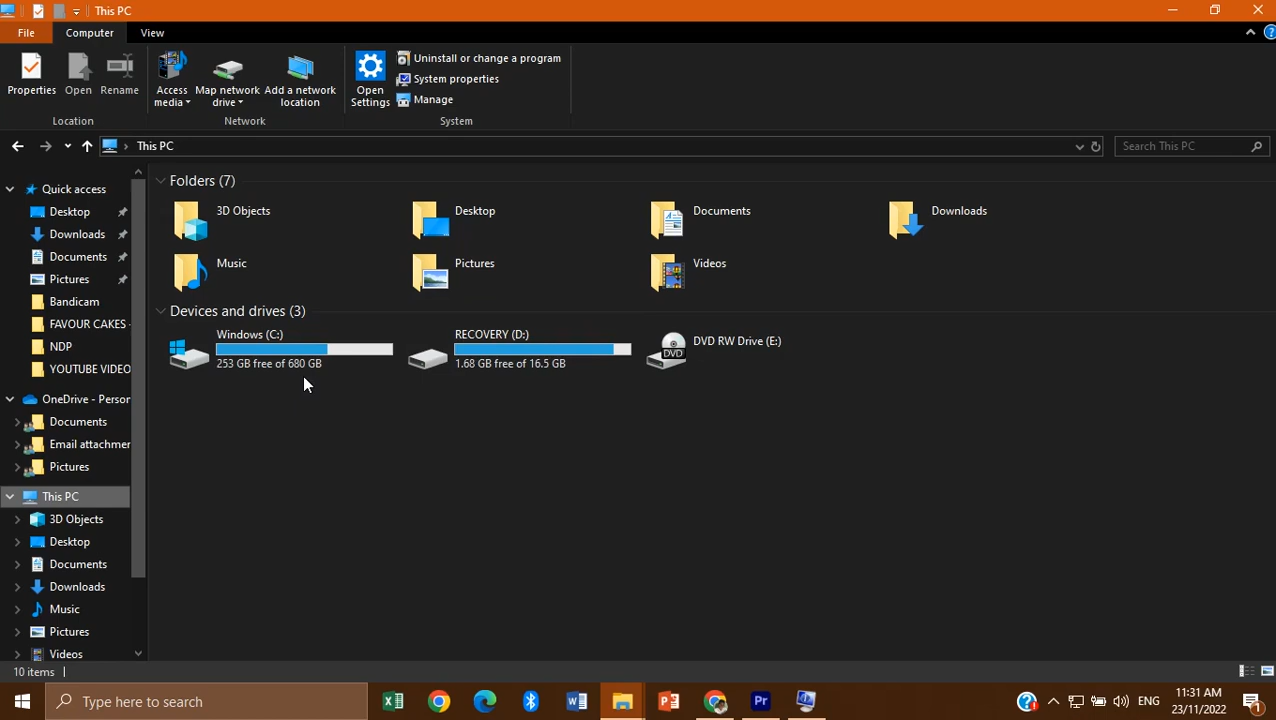 This PC
File Computer View
Properties Open Rename Access media Map network drive Add a network location Open Settings Uninstall or change a program
System properties
Manage
Location Network System
This PC Search This PC
Quick access
Desktop
Downloads
Documents
Pictures
Bandicam
FAVOUR CAKES -
NDP
YOUTUBE VIDEO
OneDrive - Person
Documents
Email attachmen
Pictures
This PC
3D Objects
Desktop
Documents
Downloads
Music
Pictures
Videos
Folders (7)
3D Objects Desktop Documents Downloads
Music Pictures Videos
Devices and drives (3)
Windows (C:) RECOVERY (D:) DVD RW Drive (E:)
253 GB free of 680 GB 1.68 GB free of 16.5 GB
DVD
10 items
Type here to search ENG 11:31 AM
23/11/2022